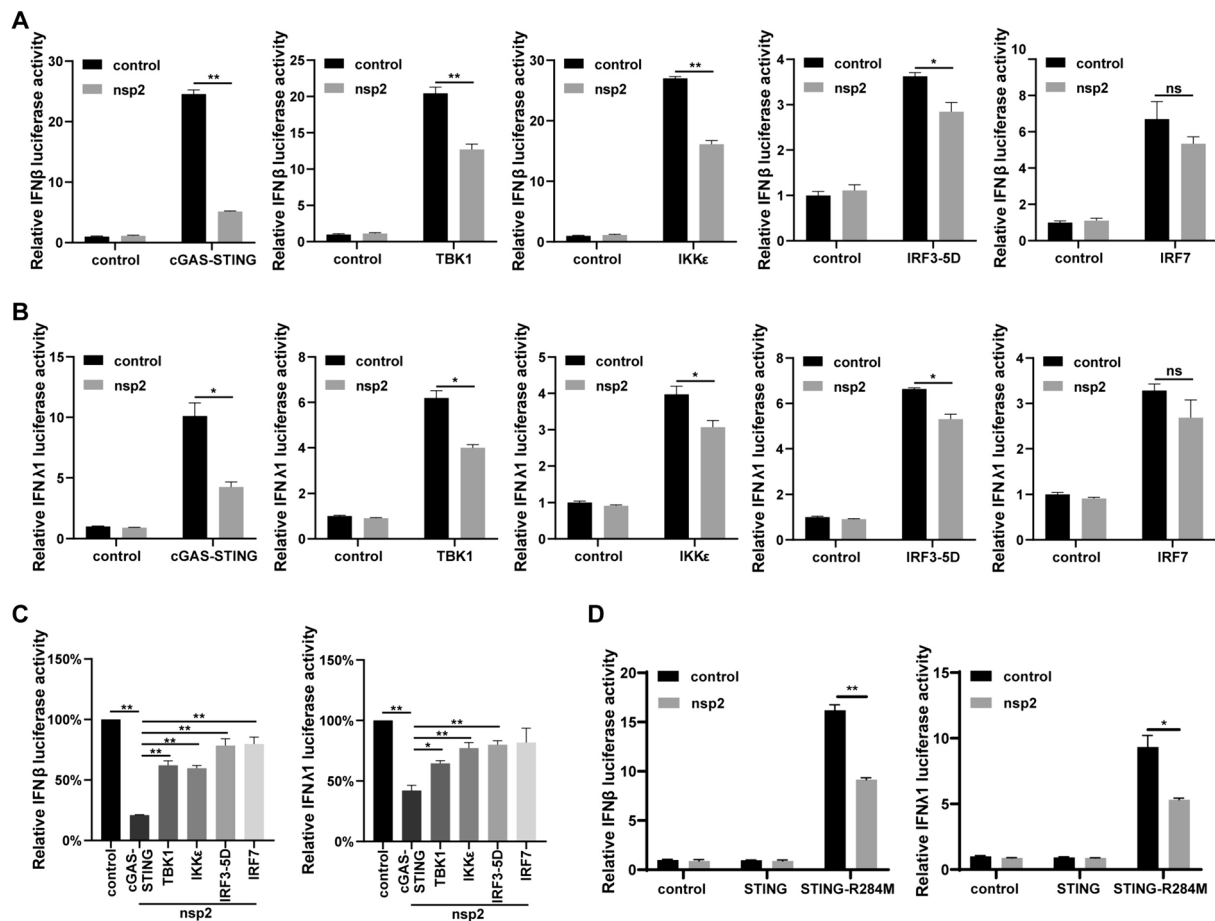 A
Relative IFNβ luciferase activity
30
20
10
0
control
nsp2
**
control
cGAS-STING
Relative IFNβ luciferase activity
25
20
15
10
5
0
control
nsp2
**
control
TBK1
Relative IFNβ luciferase activity
30
20
10
0
control
nsp2
**
control
IKKε
Relative IFNβ luciferase activity
5
4
3
2
1
0
control
nsp2
*
control
IRF3-5D
Relative IFNβ luciferase activity
10
8
6
4
2
0
control
nsp2
ns
control
IRF7
B
Relative IFNλ1 luciferase activity
15
10
5
0
control
nsp2
*
control
cGAS-STING
Relative IFNλ1 luciferase activity
8
6
4
2
0
control
nsp2
*
control
TBK1
Relative IFNλ1 luciferase activity
5
4
3
2
1
0
control
nsp2
*
control
IKKε
Relative IFNλ1 luciferase activity
8
6
4
2
0
control
nsp2
*
control
IRF3-5D
Relative IFNλ1 luciferase activity
4
3
2
1
0
control
nsp2
ns
control
IRF7
C
Relative IFNβ luciferase activity
150%
100%
50%
0%
**
**
**
**
**
control
cGAS-
STING
TBK1
IKKε
IRF3-5D
IRF7
nsp2
Relative IFNλ1 luciferase activity
150%
100%
50%
0%
**
**
**
*
control
cGAS-
STING
TBK1
IKKε
IRF3-5D
IRF7
nsp2
D
Relative IFNβ luciferase activity
20
15
10
5
0
control
nsp2
**
control
STING
STING-R284M
Relative IFNλ1 luciferase activity
15
10
5
0
control
nsp2
*
control
STING
STING-R284M